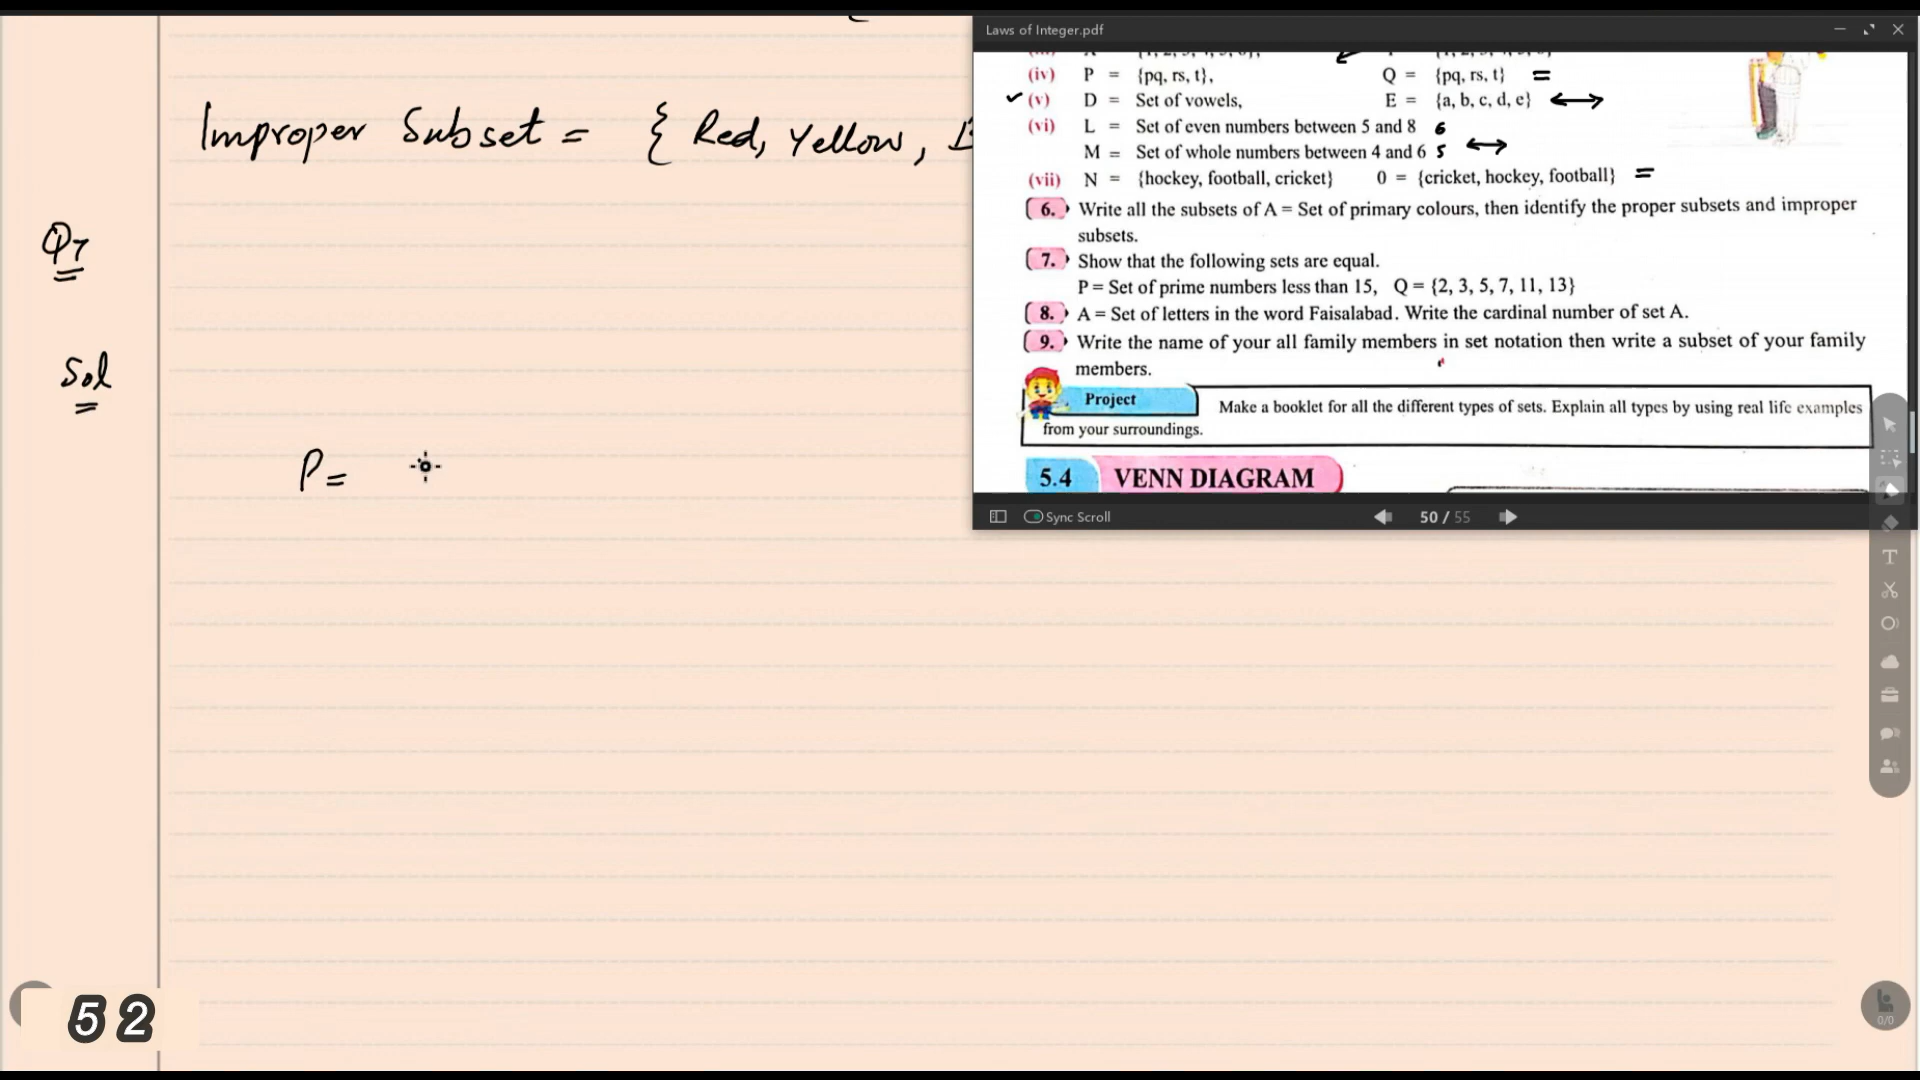 Improper Subset = { Red, Yellow,
Q7
Sol
P =
52
Laws of Integer.pdf
(iv) P = {pq, rs, t}, Q = {pq, rs, t} =
✓ (v) D = Set of vowels, E = {a, b, c, d, e} ↔
(vi) L = Set of even numbers between 5 and 8 6
M = Set of whole numbers between 4 and 6 5 ↔
(vii) N = {hockey, football, cricket} 0 = {cricket, hockey, football} =
6. Write all the subsets of A = Set of primary colours, then identify the proper subsets and improper
subsets.
7. Show that the following sets are equal.
P = Set of prime numbers less than 15, Q = {2, 3, 5, 7, 11, 13}
8. A = Set of letters in the word Faisalabad. Write the cardinal number of set A.
9. Write the name of your all family members in set notation then write a subset of your family
members.
Project Make a booklet for all the different types of sets. Explain all types by using real life examples
from your surroundings.
5.4 VENN DIAGRAM
Sync Scroll 50 / 55
T
0/0